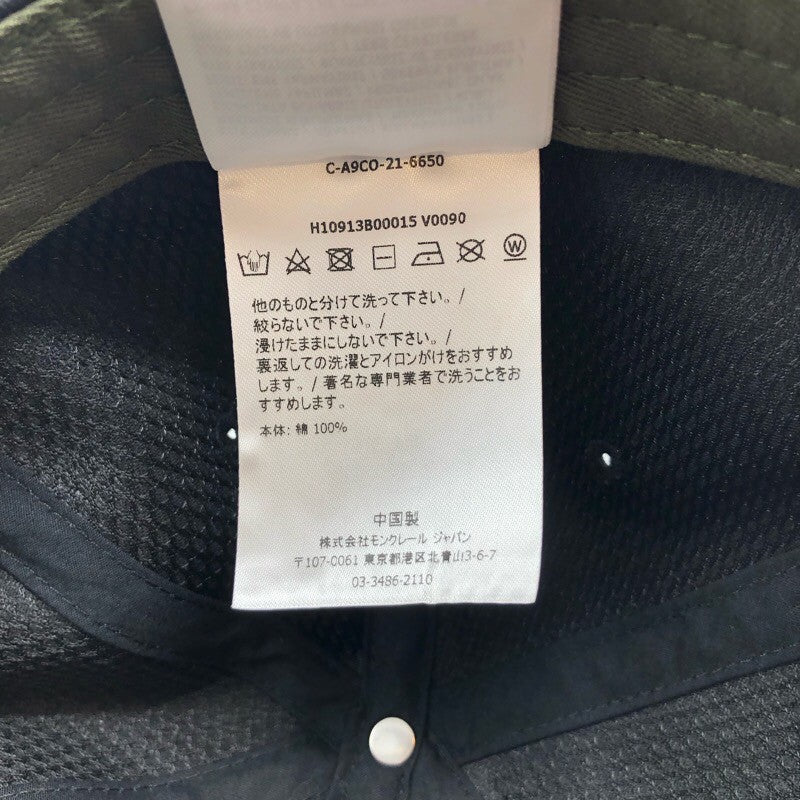 C-A9CO-21-6650
H10913B00015 V0090
W
他のものと分けて洗って下さい。/
絞らないで下さい。/
浸けたままにしないで下さい。/
裏返しての洗濯とアイロンがけをおすすめ
します。/ 著名な専門業者で洗うことをお
すすめします。
本体: 綿 100%
中国製
株式会社モンクレール ジャパン
〒107-0061 東京都港区北青山3-6-7
03-3486-2110